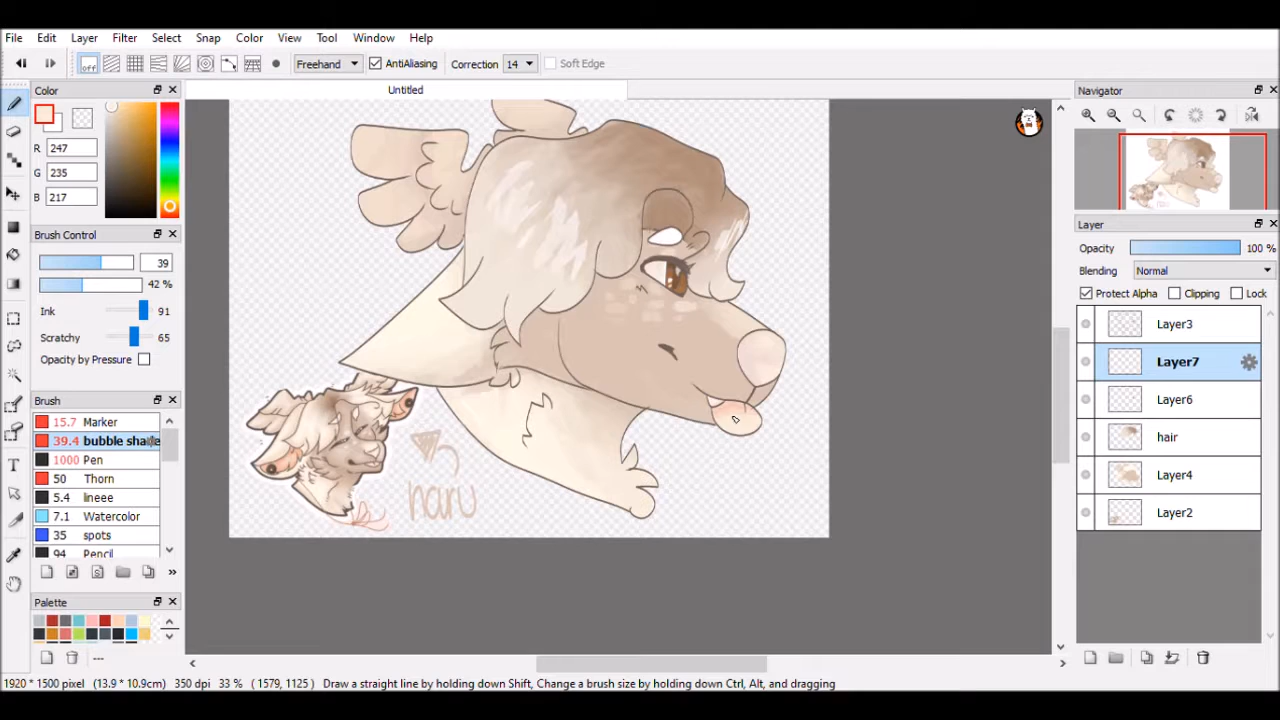 File Edit Layer Filter Select Snap Color View Tool Window Help
off Freehand AntiAliasing Correction 14 Soft Edge
Color Untitled Navigator
R 247
G 235
B 217
Layer
Brush Control
Opacity 100 %
39
Blending Normal
42 %
Protect Alpha Clipping Lock
Ink 91
Layer3
Scratchy 65
Opacity by Pressure
Layer7
Brush
Layer6
15.7 Marker
39.4 bubble shade
hair
1000 Pen
50 Thorn
Layer4
5.4 lineee
haru
7.1 Watercolor
Layer2
35 spots
94 Pencil
Palette
1920 * 1500 pixel (13.9 * 10.9cm) 350 dpi 33 % ( 1579, 1125 ) Draw a straight line by holding down Shift, Change a brush size by holding down Ctrl, Alt, and dragging